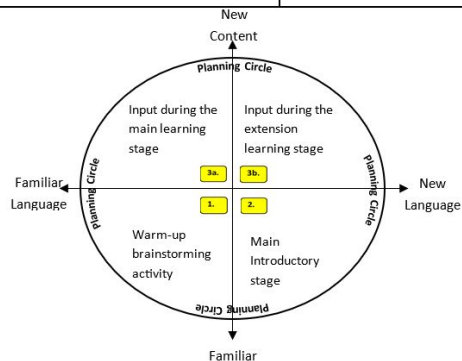 New
Content
Planning Circle
Input during the
main learning
stage
Input during the
extension
learning stage
3a.
3b.
Familiar
Language
Planning Circle
Planning Circle
New
Language
1.
2.
Warm-up
brainstorming
activity
Main
Introductory
stage
Planning Circle
Familiar